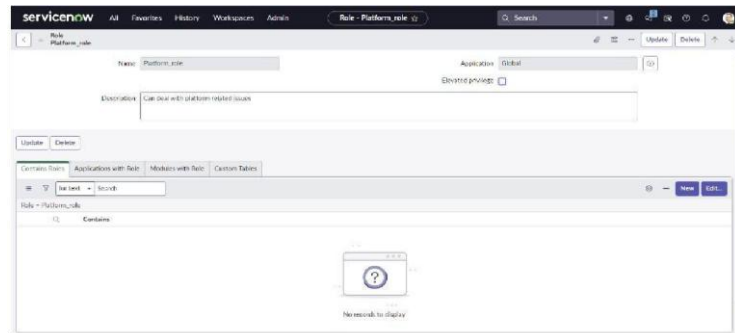 servicenow All Favorites History Workspaces Admin Role - Platform_role Search
Role
Platform_role
Update Delete
Name Platform_role
Application Global
Elevated privilege
Description Can deal with platform related issues
Update Delete
Contains Roles Applications with Role Modules with Role Custom Tables
for text Search New Edit...
Role = Platform_role
Contains
No records to display